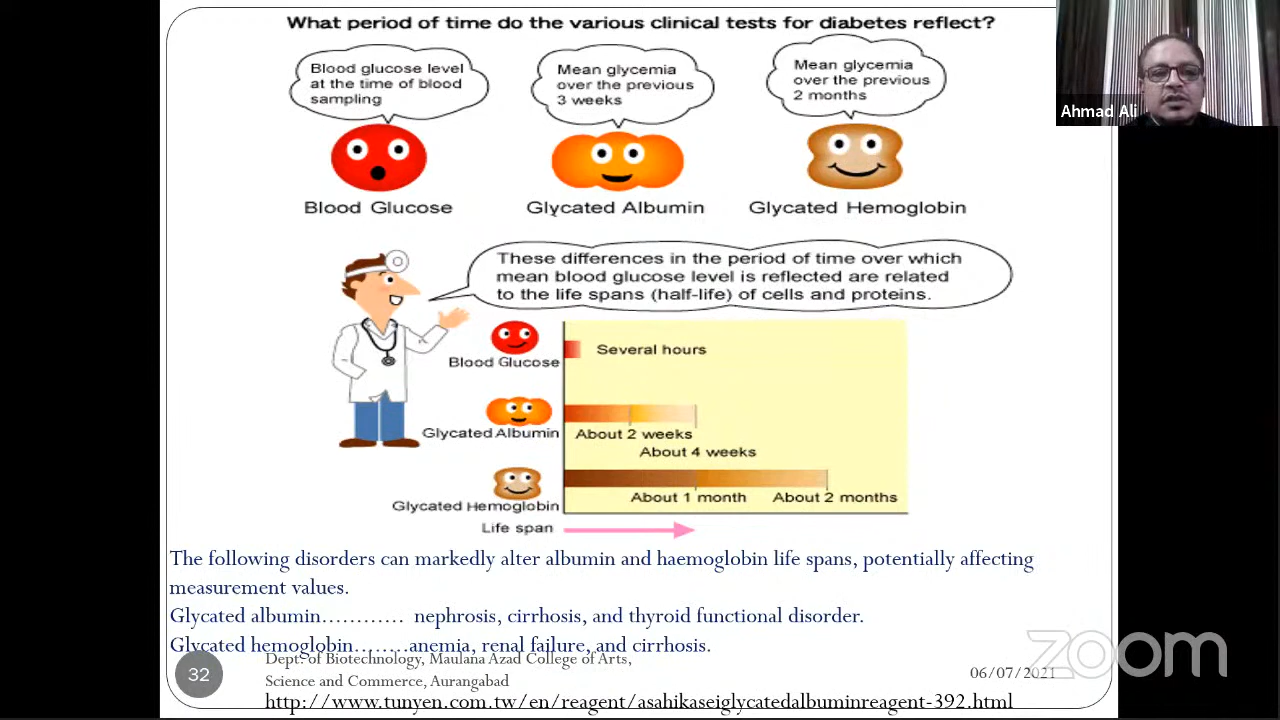 What period of time do the various clinical tests for diabetes reflect?
Blood glucose level
at the time of blood
sampling
Mean glycemia
over the previous
3 weeks
Mean glycemia
over the previous
2 months
Ahmad Ali
Blood Glucose
Glycated Albumin
Glycated Hemoglobin
These differences in the period of time over which
mean blood glucose level is reflected are related
to the life spans (half-life) of cells and proteins.
Blood Glucose
Several hours
Glycated Albumin
About 2 weeks
About 4 weeks
Glycated Hemoglobin
About 1 month
About 2 months
Life span
The following disorders can markedly alter albumin and haemoglobin life spans, potentially affecting
measurement values.
Glycated albumin............ nephrosis, cirrhosis, and thyroid functional disorder.
Glycated hemoglobin........anemia, renal failure, and cirrhosis.
32
Dept. of Biotechnology, Maulana Azad College of Arts,
Science and Commerce, Aurangabad
06/07/2021
zoom
http://www.tunyen.com.tw/en/reagent/asahikaseiglycatedalbuminreagent-392.html